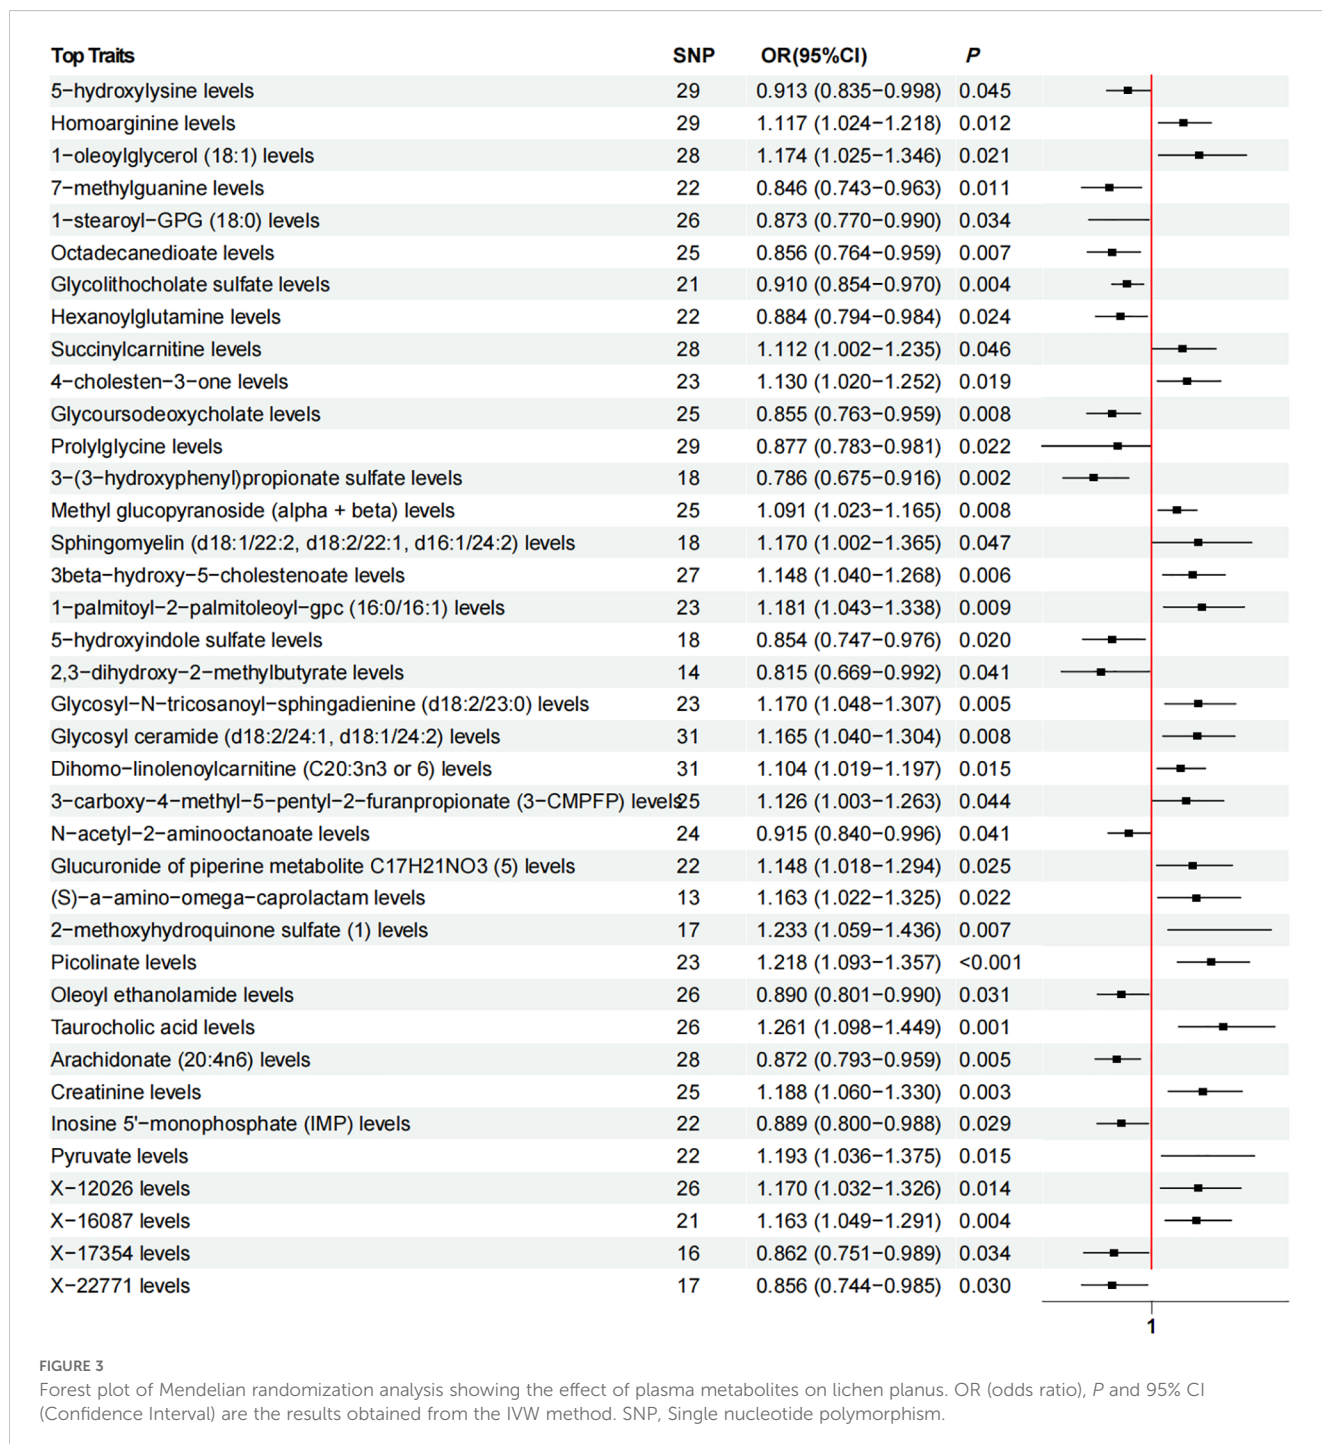 Top Traits SNP OR(95%CI) P
5−hydroxylysine levels 29 0.913 (0.835−0.998) 0.045
Homoarginine levels 29 1.117 (1.024−1.218) 0.012
1−oleoylglycerol (18:1) levels 28 1.174 (1.025−1.346) 0.021
7−methylguanine levels 22 0.846 (0.743−0.963) 0.011
1−stearoyl−GPG (18:0) levels 26 0.873 (0.770−0.990) 0.034
Octadecanedioate levels 25 0.856 (0.764−0.959) 0.007
Glycolithocholate sulfate levels 21 0.910 (0.854−0.970) 0.004
Hexanoylglutamine levels 22 0.884 (0.794−0.984) 0.024
Succinylcarnitine levels 28 1.112 (1.002−1.235) 0.046
4−cholesten−3−one levels 23 1.130 (1.020−1.252) 0.019
Glycoursodeoxycholate levels 25 0.855 (0.763−0.959) 0.008
Prolylglycine levels 29 0.877 (0.783−0.981) 0.022
3−(3−hydroxyphenyl)propionate sulfate levels 18 0.786 (0.675−0.916) 0.002
Methyl glucopyranoside (alpha + beta) levels 25 1.091 (1.023−1.165) 0.008
Sphingomyelin (d18:1/22:2, d18:2/22:1, d16:1/24:2) levels 18 1.170 (1.002−1.365) 0.047
3beta−hydroxy−5−cholestenoate levels 27 1.148 (1.040−1.268) 0.006
1−palmitoyl−2−palmitoleoyl−gpc (16:0/16:1) levels 23 1.181 (1.043−1.338) 0.009
5−hydroxyindole sulfate levels 18 0.854 (0.747−0.976) 0.020
2,3−dihydroxy−2−methylbutyrate levels 14 0.815 (0.669−0.992) 0.041
Glycosyl−N−tricosanoyl−sphingadienine (d18:2/23:0) levels 23 1.170 (1.048−1.307) 0.005
Glycosyl ceramide (d18:2/24:1, d18:1/24:2) levels 31 1.165 (1.040−1.304) 0.008
Dihomo−linolenoylcarnitine (C20:3n3 or 6) levels 31 1.104 (1.019−1.197) 0.015
3−carboxy−4−methyl−5−pentyl−2−furanpropionate (3−CMPFP) levels 25 1.126 (1.003−1.263) 0.044
N−acetyl−2−aminooctanoate levels 24 0.915 (0.840−0.996) 0.041
Glucuronide of piperine metabolite C17H21NO3 (5) levels 22 1.148 (1.018−1.294) 0.025
(S)−a−amino−omega−caprolactam levels 13 1.163 (1.022−1.325) 0.022
2−methoxyhydroquinone sulfate (1) levels 17 1.233 (1.059−1.436) 0.007
Picolinate levels 23 1.218 (1.093−1.357) <0.001
Oleoyl ethanolamide levels 26 0.890 (0.801−0.990) 0.031
Taurocholic acid levels 26 1.261 (1.098−1.449) 0.001
Arachidonate (20:4n6) levels 28 0.872 (0.793−0.959) 0.005
Creatinine levels 25 1.188 (1.060−1.330) 0.003
Inosine 5'−monophosphate (IMP) levels 22 0.889 (0.800−0.988) 0.029
Pyruvate levels 22 1.193 (1.036−1.375) 0.015
X−12026 levels 26 1.170 (1.032−1.326) 0.014
X−16087 levels 21 1.163 (1.049−1.291) 0.004
X−17354 levels 16 0.862 (0.751−0.989) 0.034
X−22771 levels 17 0.856 (0.744−0.985) 0.030
1
FIGURE 3
Forest plot of Mendelian randomization analysis showing the effect of plasma metabolites on lichen planus. OR (odds ratio), P and 95% CI
(Confidence Interval) are the results obtained from the IVW method. SNP, Single nucleotide polymorphism.